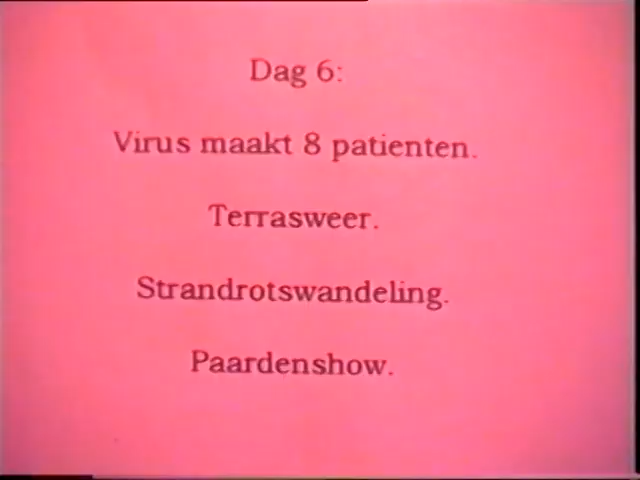 Dag 6:
Virus maakt 8 patienten.
Terrasweer.
Strandrotswandeling.
Paardenshow.